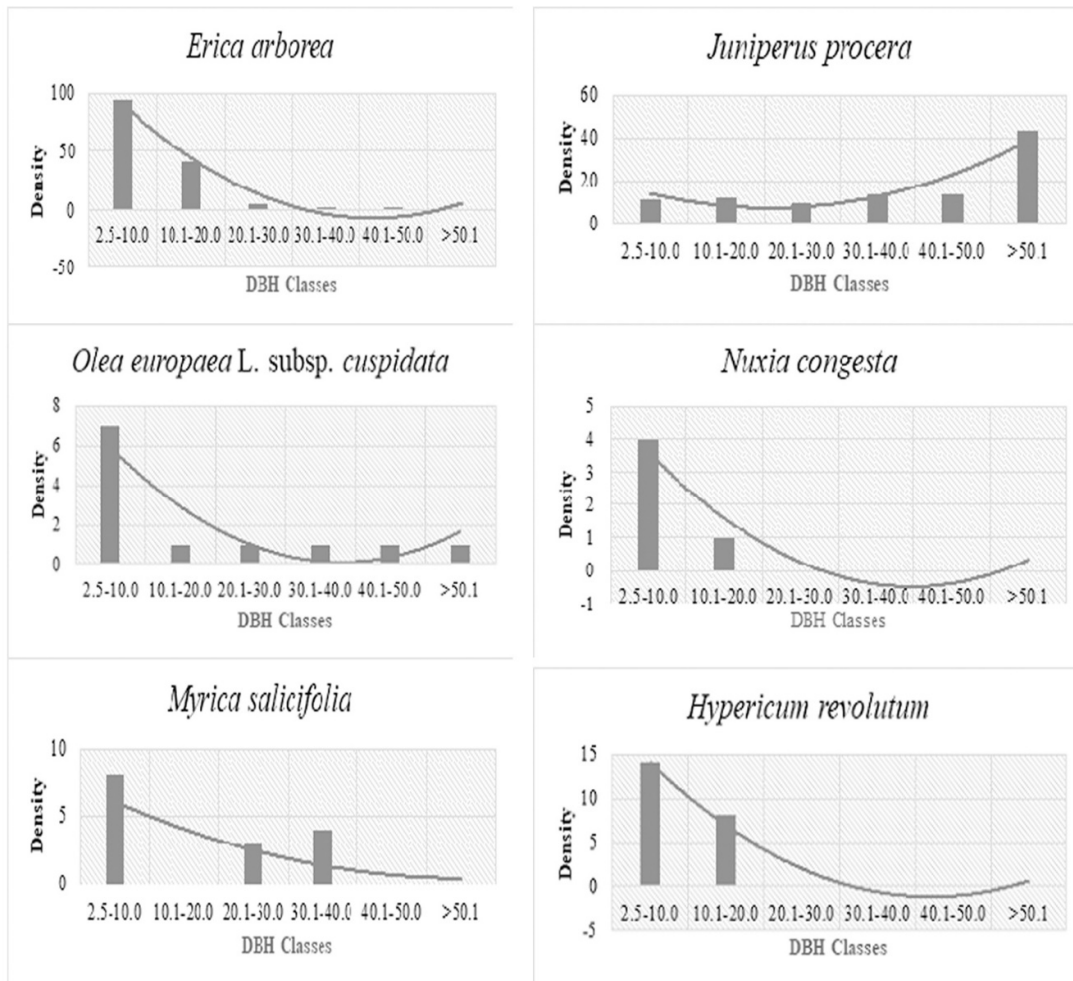 Erica arborea
100
50
0
-50
Density
2.5-10.0 10.1-20.0 20.1-30.0 30.1-40.0 40.1-50.0 >50.1
DBH Classes
Juniperus procera
60
40
20
0
Density
2.5-10.0 10.1-20.0 20.1-30.0 30.1-40.0 40.1-50.0 >50.1
DBH Classes
Olea europaea L. subsp. cuspidata
8
6
4
2
0
Density
2.5-10.0 10.1-20.0 20.1-30.0 30.1-40.0 40.1-50.0 >50.1
DBH Classes
Nuxia congesta
5
4
3
2
1
0
-1
Density
2.5-10.0 10.1-20.0 20.1-30.0 30.1-40.0 40.1-50.0 >50.1
DBH Classes
Myrica salicifolia
10
5
0
Density
2.5-10.0 10.1-20.0 20.1-30.0 30.1-40.0 40.1-50.0 >50.1
DBH Classes
Hypericum revolutum
15
10
5
0
-5
Density
2.5-10.0 10.1-20.0 20.1-30.0 30.1-40.0 40.1-50.0 >50.1
DBH Classes